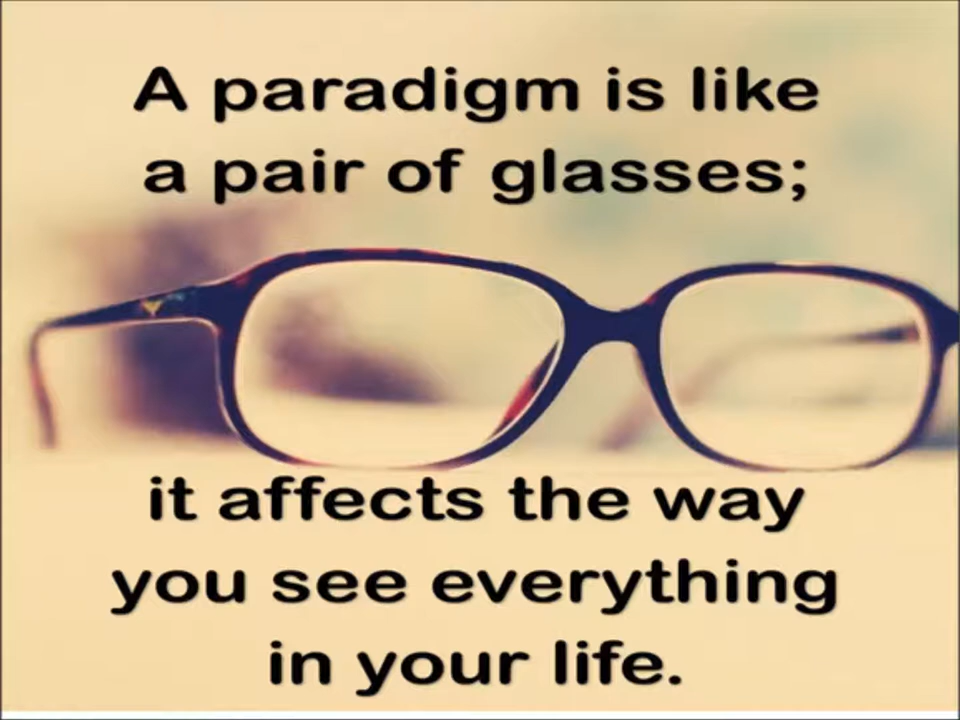 A paradigm is like
a pair of glasses;
it affects the way
you see everything
in your life.